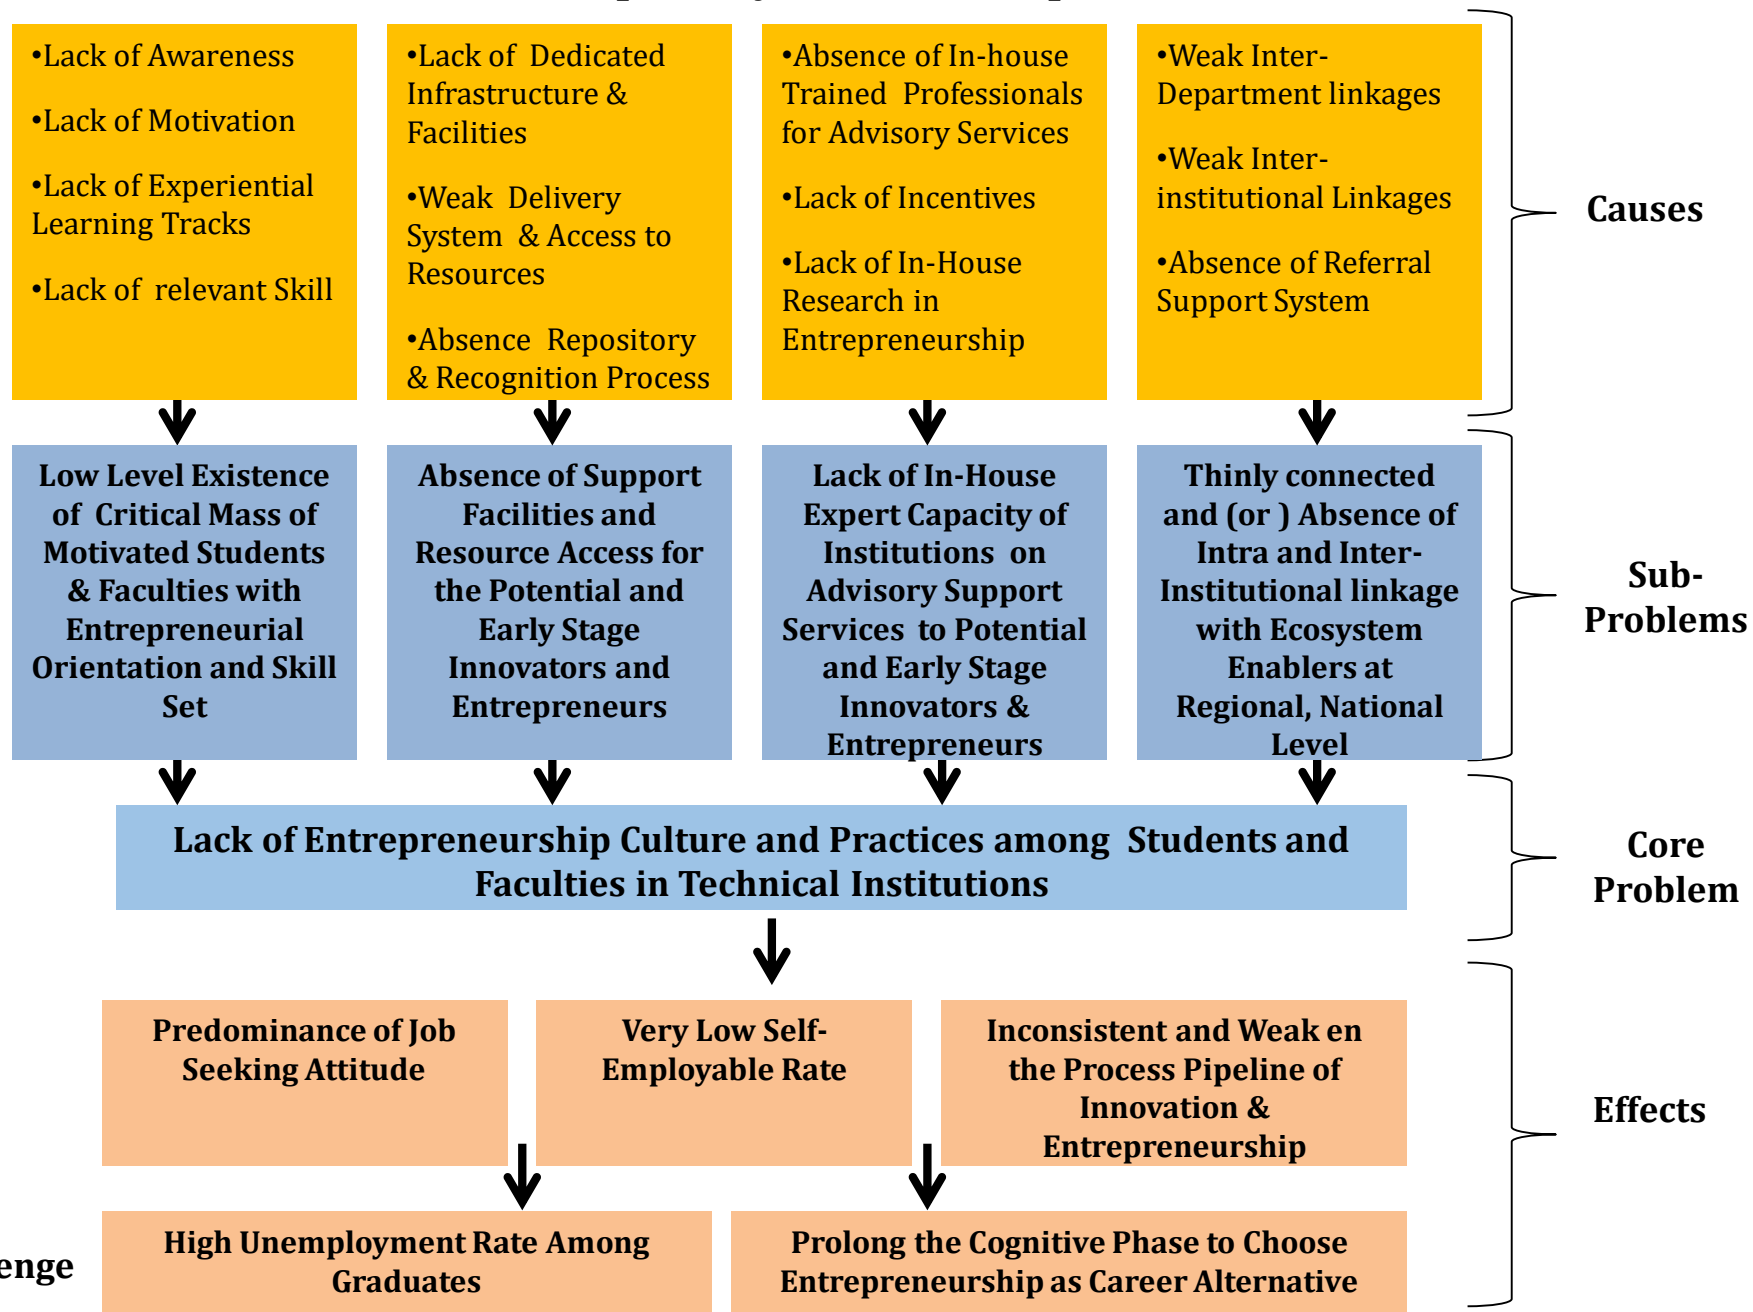 •Lack of Awareness
•Lack of Motivation
•Lack of Experiential
Learning Tracks
•Lack of relevant Skill
•Lack of Dedicated
Infrastructure &
Facilities
•Weak Delivery
System & Access to
Resources
•Absence Repository
& Recognition Process
•Absence of In-house
Trained Professionals
for Advisory Services
•Lack of Incentives
•Lack of In-House
Research in
Entrepreneurship
•Weak Inter-
Department linkages
•Weak Inter-
institutional Linkages
•Absence of Referral
Support System
Causes
Low Level Existence
of Critical Mass of
Motivated Students
& Faculties with
Entrepreneurial
Orientation and Skill
Set
Absence of Support
Facilities and
Resource Access for
the Potential and
Early Stage
Innovators and
Entrepreneurs
Lack of In-House
Expert Capacity of
Institutions on
Advisory Support
Services to Potential
and Early Stage
Innovators &
Entrepreneurs
Thinly connected
and (or ) Absence of
Intra and Inter-
Institutional linkage
with Ecosystem
Enablers at
Regional, National
Level
Sub-
Problems
Lack of Entrepreneurship Culture and Practices among Students and
Faculties in Technical Institutions
Core
Problem
Predominance of Job
Seeking Attitude
Very Low Self-
Employable Rate
Inconsistent and Weak en
the Process Pipeline of
Innovation &
Entrepreneurship
Effects
High Unemployment Rate Among
Graduates
Prolong the Cognitive Phase to Choose
Entrepreneurship as Career Alternative
enge